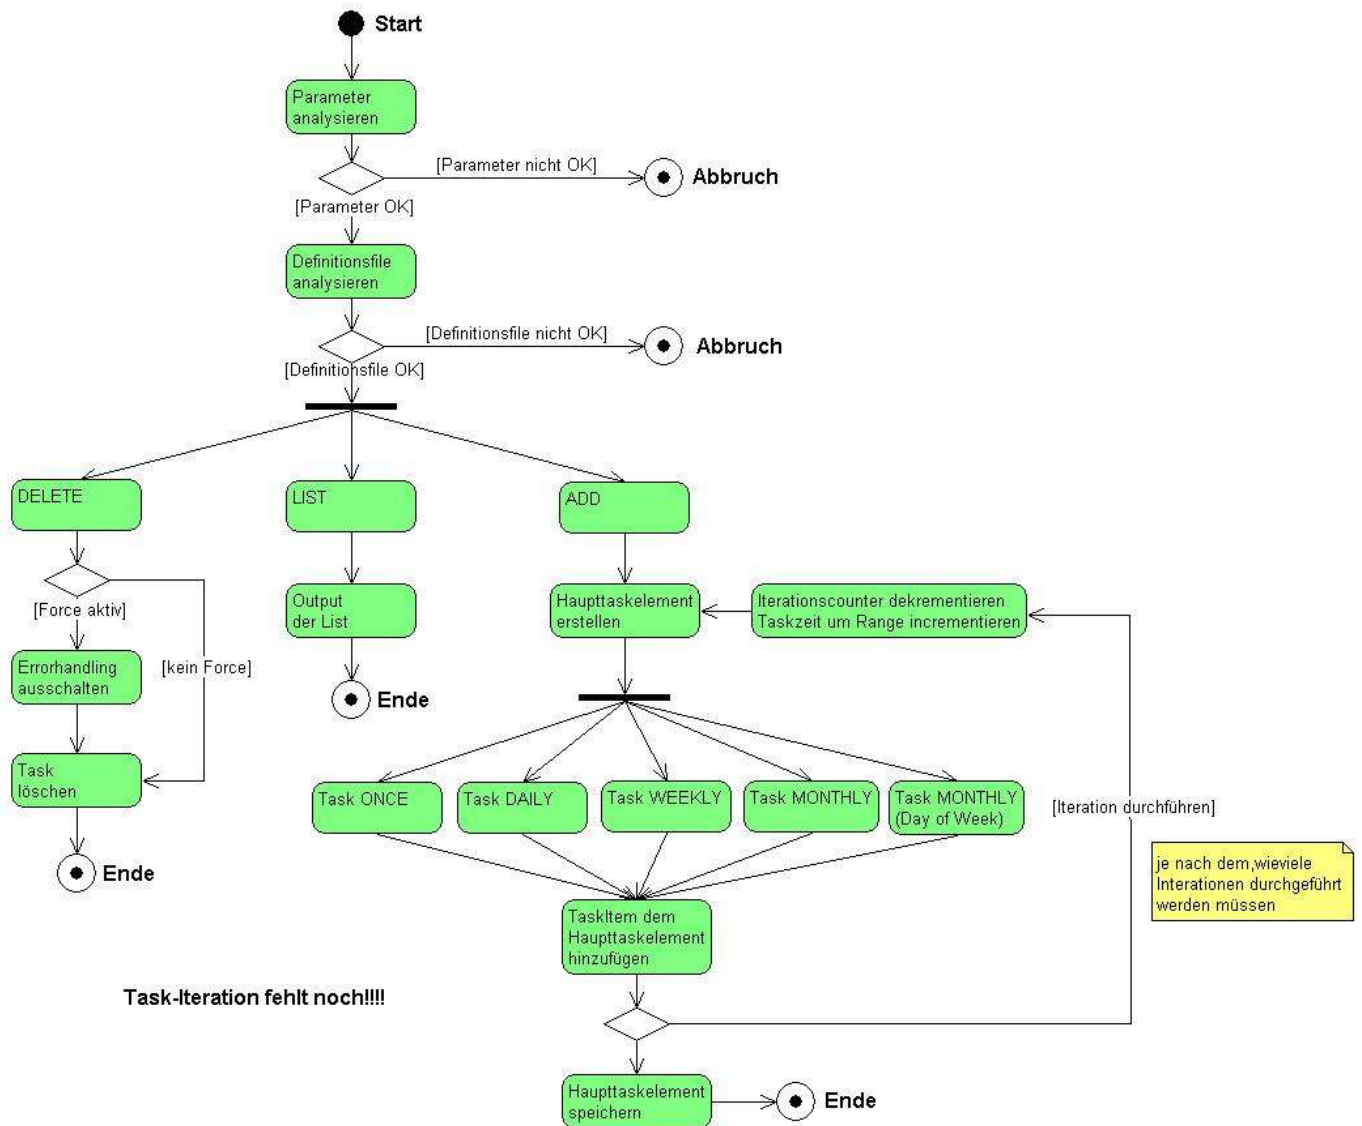 Start
Parameter
analysieren
[Parameter nicht OK]
Abbruch
[Parameter OK]
Definitionsfile
analysieren
[Definitionsfile nicht OK]
Abbruch
[Definitionsfile OK]
DELETE
LIST
ADD
[Force aktiv]
[kein Force]
Errorhandling
ausschalten
Task
löschen
Ende
Output
der List
Ende
Haupttaskelement
erstellen
Iterationscounter dekrementieren
Taskzeit um Range incrementieren
Task ONCE
Task DAILY
Task WEEKLY
Task MONTHLY
Task MONTHLY
(Day of Week)
[Iteration durchführen]
je nach dem,wieviele
Interationen durchgeführt
werden müssen
TaskItem dem
Haupttaskelement
hinzufügen
Task-Iteration fehlt noch!!!!
Haupttaskelement
speichern
Ende